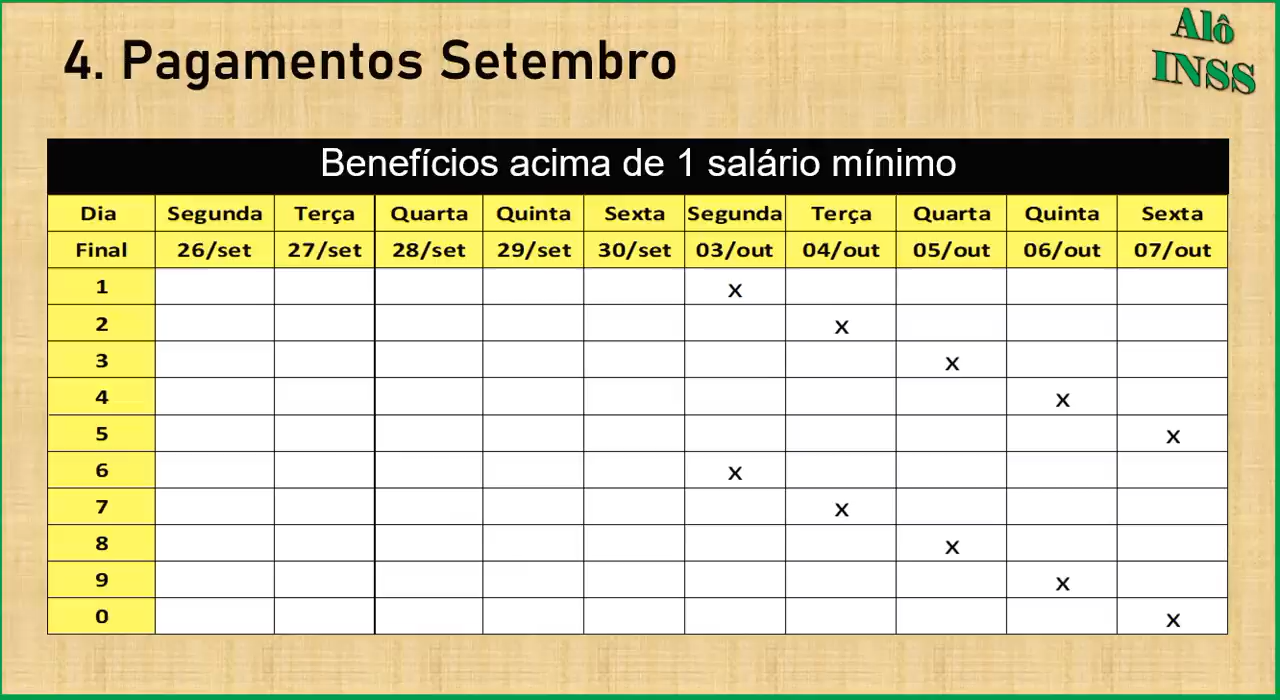 4. Pagamentos Setembro
Alô
INSS
Benefícios acima de 1 salário mínimo
Dia Segunda Terça Quarta Quinta Sexta Segunda Terça Quarta Quinta Sexta
Final 26/set 27/set 28/set 29/set 30/set 03/out 04/out 05/out 06/out 07/out
1 x
2 x
3 x
4 x
5 x
6 x
7 x
8 x
9 x
0 x